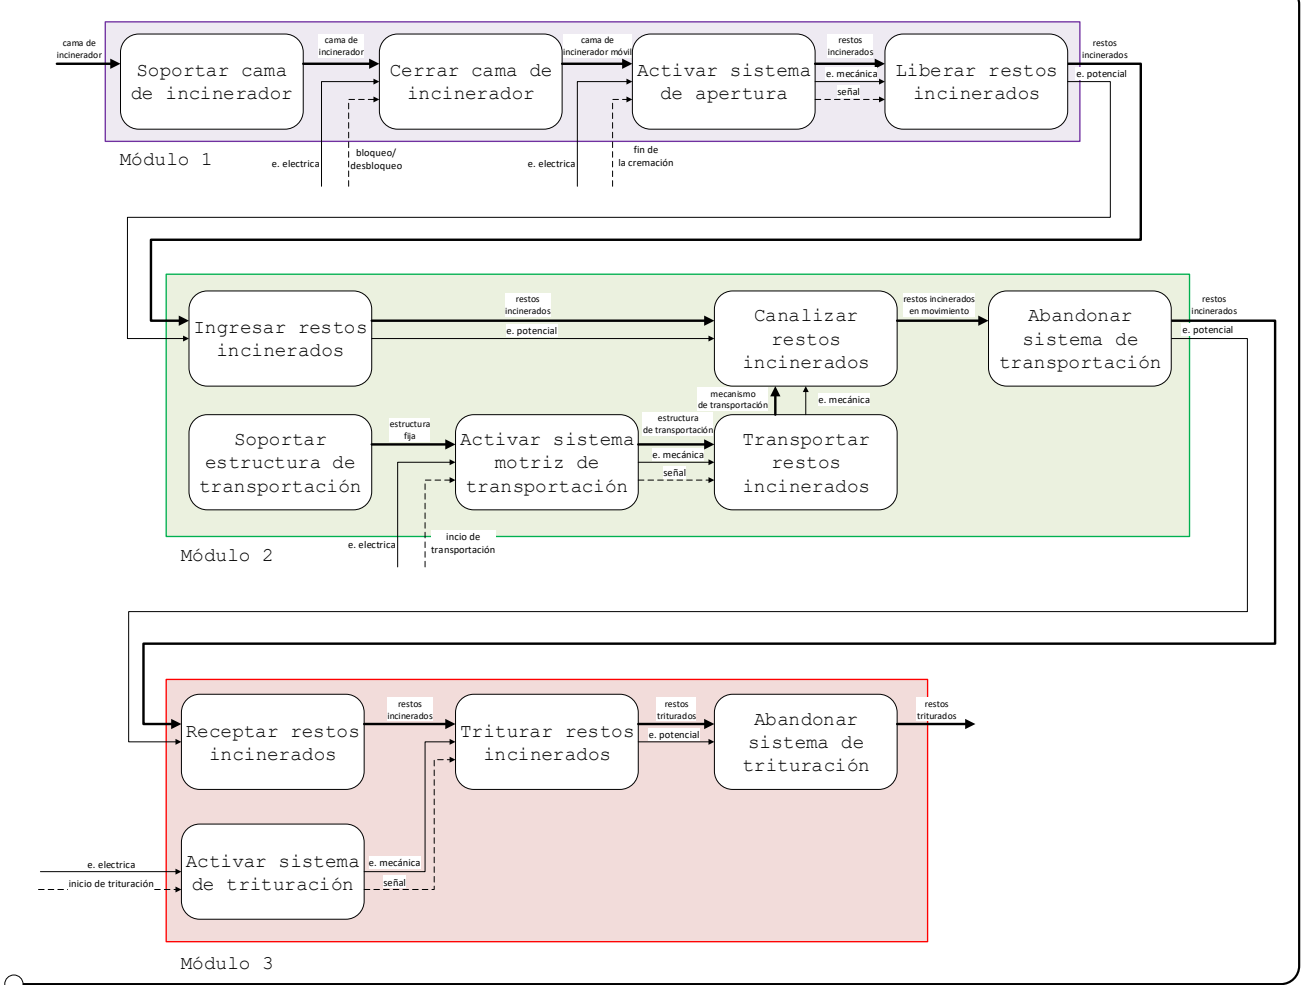 cama de
incinerador
Soportar cama
de incinerador
cama de
incinerador
Cerrar cama de
incinerador
cama de
incinerador móvil
Activar sistema
de apertura
restos
incinerados
e. mecánica
señal
Liberar restos
incinerados
restos
incinerados
e. potencial
Módulo 1
e. electrica
bloqueo/
desbloqueo
e. electrica
fin de
la cremación
Ingresar restos
incinerados
restos
incinerados
e. potencial
Canalizar
restos
incinerados
restos incinerados
en movimiento
Abandonar
sistema de
transportación
restos
incinerados
e. potencial
mecanismo
de transportación
e. mecánica
Soportar
estructura de
transportación
estructura
fija
Activar sistema
motriz de
transportación
estructura
de transportación
e. mecánica
señal
Transportar
restos
incinerados
e. electrica
incio de
transportación
Módulo 2
Receptar restos
incinerados
restos
incinerados
Triturar restos
incinerados
restos
triturados
e. potencial
Abandonar
sistema de
trituración
restos
triturados
e. electrica
inicio de trituración
Activar sistema
de trituración
e. mecánica
señal
Módulo 3